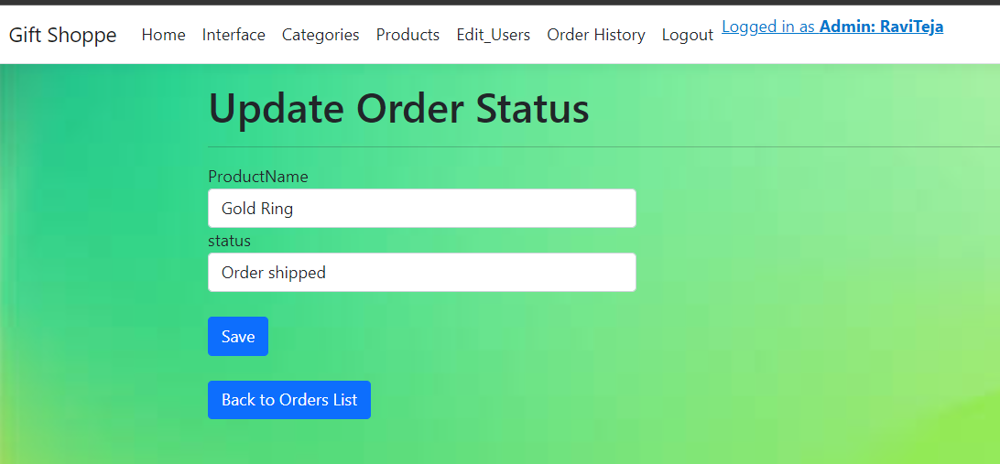 Gift Shoppe Home Interface Categories Products Edit_Users Order History Logout Logged in as Admin: RaviTeja
Update Order Status
ProductName
Gold Ring
status
Order shipped
Save
Back to Orders List